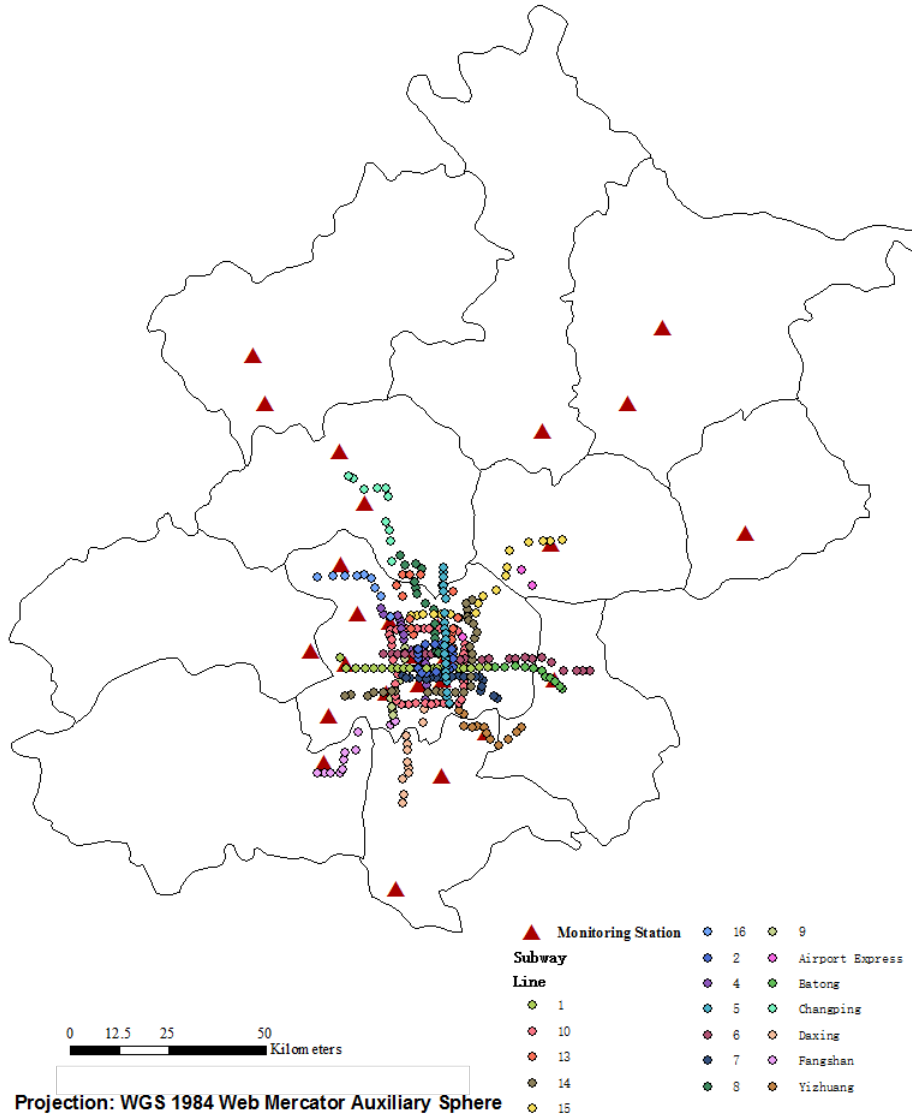 Monitoring Station
Subway
Line
1
10
13
14
15
16
2
4
5
6
7
8
9
Airport Express
Batong
Changping
Daxing
Fangshan
Yizhuang
0 12.5 25 50
Kilometers
Projection: WGS 1984 Web Mercator Auxiliary Sphere